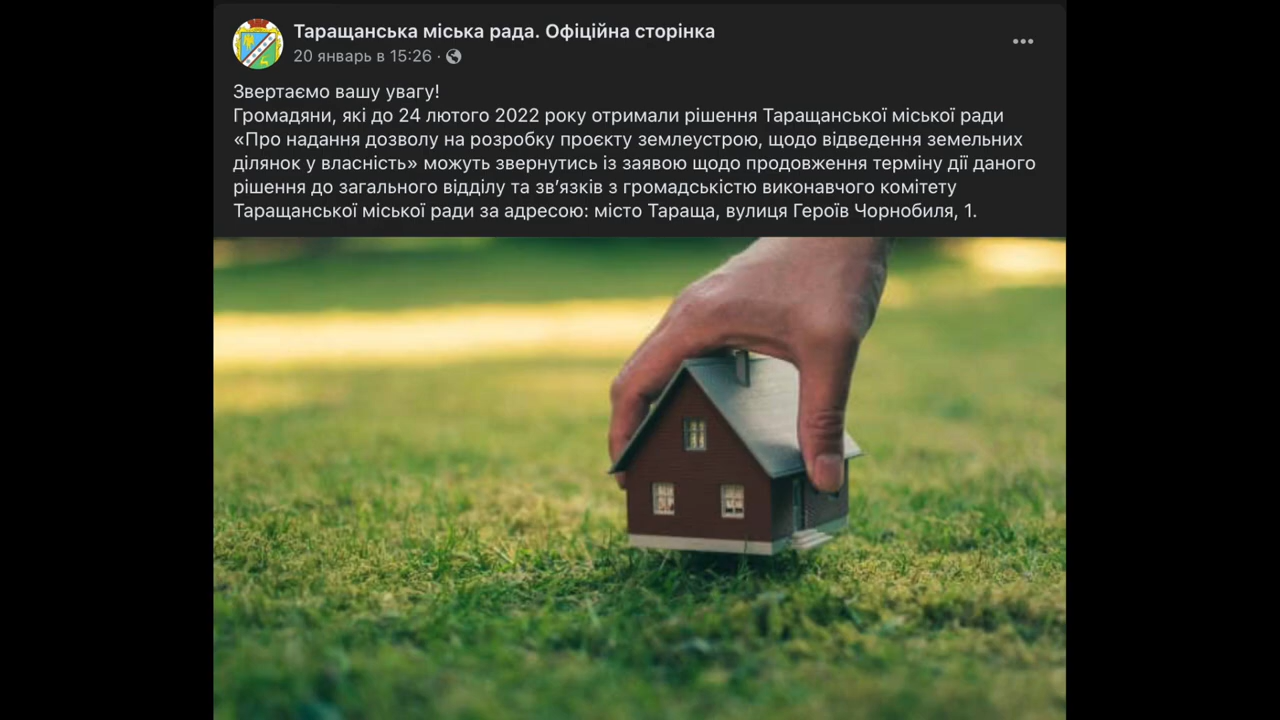 Таращанська міська рада. Офіційна сторінка
20 январь в 15:26 ·
Звертаємо вашу увагу!
Громадяни, які до 24 лютого 2022 року отримали рішення Таращанської міської ради
«Про надання дозволу на розробку проєкту землеустрою, щодо відведення земельних
ділянок у власність» можуть звернутись із заявою щодо продовження терміну дії даного
рішення до загального відділу та зв’язків з громадськістю виконавчого комітету
Таращанської міської ради за адресою: місто Тараща, вулиця Героїв Чорнобиля, 1.